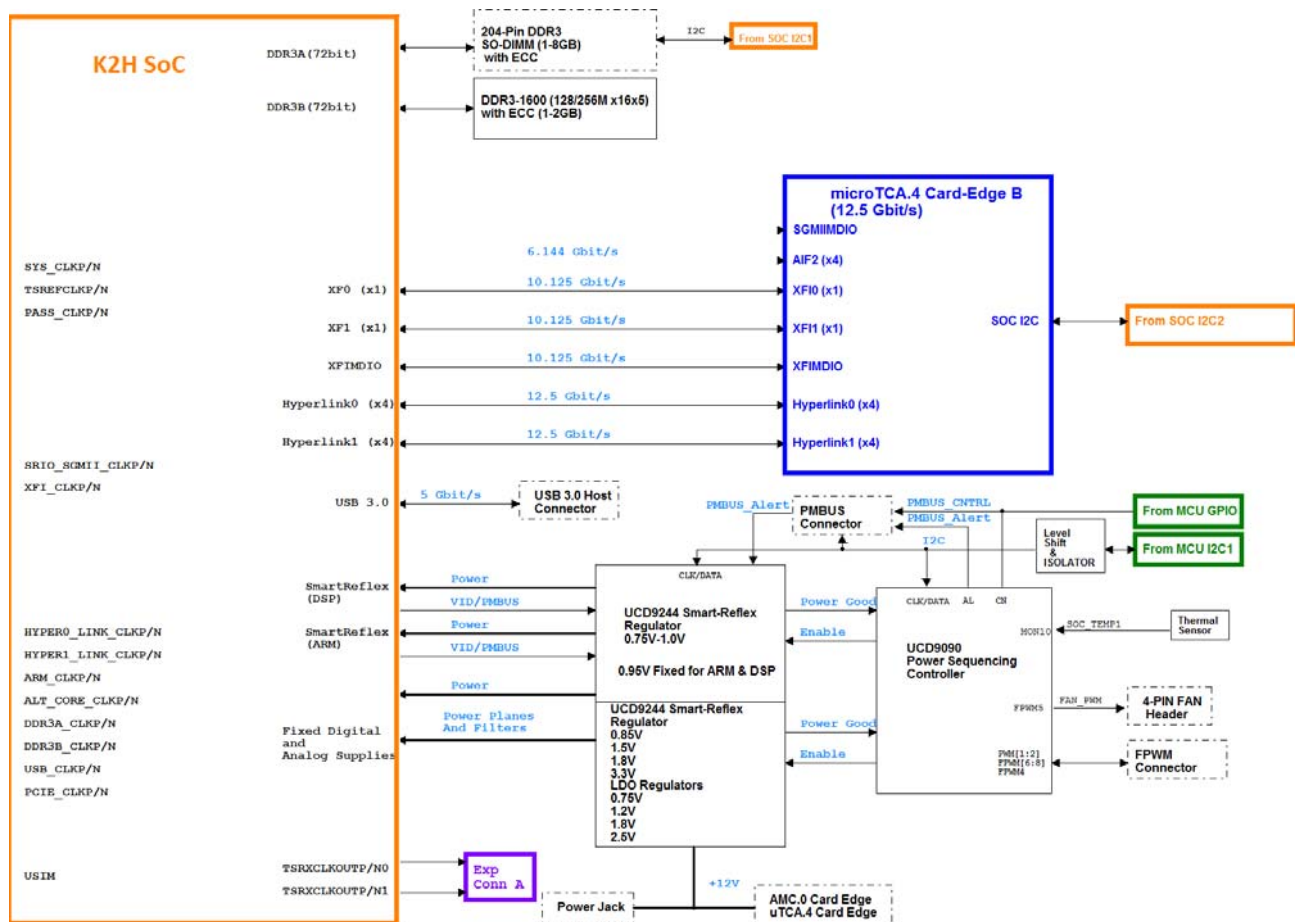 K2H SoC
DDR3A(72bit)
204-Pin DDR3
SO-DIMM (1-8GB)
with ECC
I2C
From SOC I2C1
DDR3B(72bit)
DDR3-1600 (128/256M x16x5)
with ECC (1-2GB)
microTCA.4 Card-Edge B
(12.5 Gbit/s)
SGMIIMDIO
6.144 Gbit/s
AIF2 (x4)
SYS_CLKP/N
TSREFCLKP/N
PASS_CLKP/N
XF0 (x1)
10.125 Gbit/s
XFI0 (x1)
XF1 (x1)
10.125 Gbit/s
XFI1 (x1)
SOC I2C
From SOC I2C2
XFIMDIO
10.125 Gbit/s
XFIMDIO
Hyperlink0 (x4)
12.5 Gbit/s
Hyperlink0 (x4)
Hyperlink1 (x4)
12.5 Gbit/s
Hyperlink1 (x4)
SRIO_SGMII_CLKP/N
XFI_CLKP/N
USB 3.0
5 Gbit/s
USB 3.0 Host
Connector
PMBUS_Alert
PMBUS
Connector
PMBUS_CNTRL
PMBUS_Alert
From MCU GPIO
I2C
Level
Shift
&
ISOLATOR
From MCU I2C1
SmartReflex
(DSP)
Power
VID/PMBUS
CLK/DATA
UCD9244 Smart-Reflex
Regulator
0.75V-1.0V
0.95V Fixed for ARM & DSP
Power Good
Enable
CLK/DATA
AL
CN
MON10
SOC_TEMP1
Thermal
Sensor
UCD9090
Power Sequencing
Controller
HYPER0_LINK_CLKP/N
HYPER1_LINK_CLKP/N
ARM_CLKP/N
ALT_CORE_CLKP/N
DDR3A_CLKP/N
DDR3B_CLKP/N
USB_CLKP/N
PCIE_CLKP/N
SmartReflex
(ARM)
Power
VID/PMBUS
Power
Fixed Digital
and
Analog Supplies
Power Planes
And Filters
UCD9244 Smart-Reflex
Regulator
0.85V
1.5V
1.8V
3.3V
LDO Regulators
0.75V
1.2V
1.8V
2.5V
Power Good
Enable
FPWM5
FAN_PWM
4-PIN FAN
Header
PWM[1:2]
FPWM[6:8]
FPWM4
FPWM
Connector
USIM
TSRXCLKOUTP/N0
TSRXCLKOUTP/N1
Exp
Conn A
+12V
Power Jack
AMC.0 Card Edge
uTCA.4 Card Edge